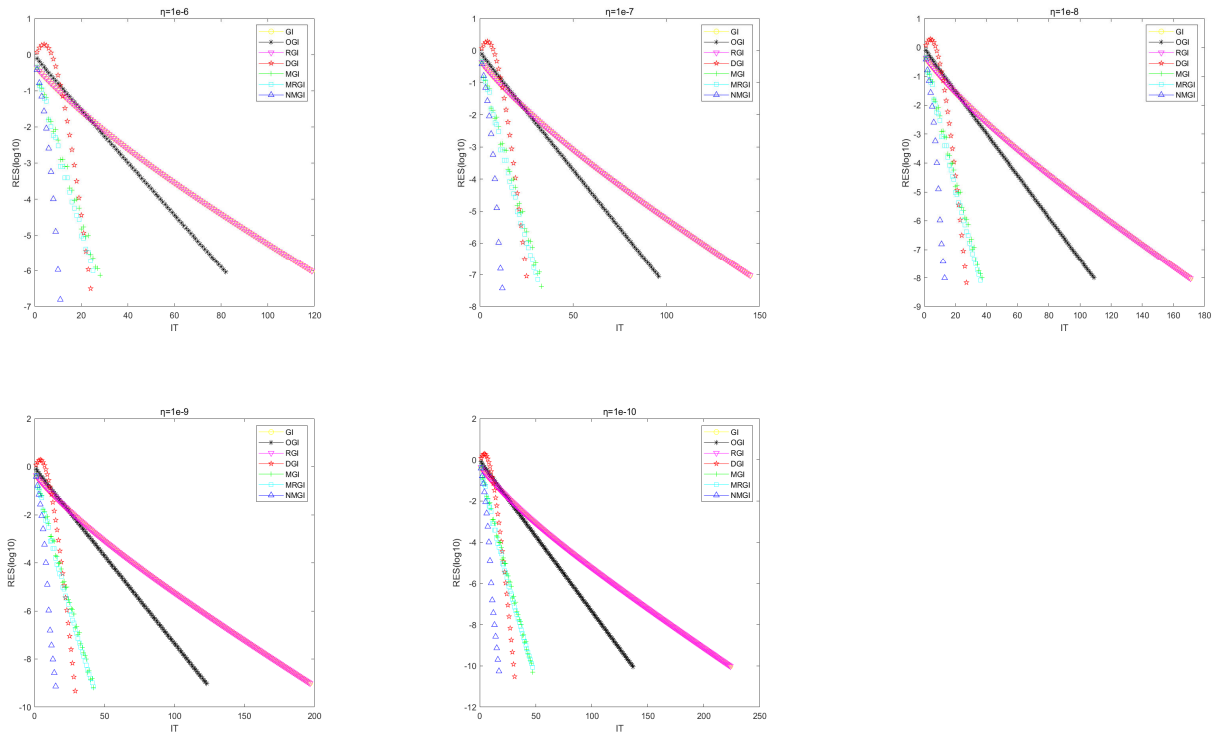 η=1e-6
1
0
-1
-2
-3
-4
-5
-6
-7
RES(log10)
0 20 40 60 80 100 120
IT
GI
OGI
RGI
DGI
MGI
MRGI
NMGI
η=1e-7
1
0
-1
-2
-3
-4
-5
-6
-7
-8
RES(log10)
0 50 100 150
IT
GI
OGI
RGI
DGI
MGI
MRGI
NMGI
η=1e-8
1
0
-1
-2
-3
-4
-5
-6
-7
-8
-9
RES(log10)
0 20 40 60 80 100 120 140 160 180
IT
GI
OGI
RGI
DGI
MGI
MRGI
NMGI
η=1e-9
2
0
-2
-4
-6
-8
-10
RES(log10)
0 50 100 150 200
IT
GI
OGI
RGI
DGI
MGI
MRGI
NMGI
η=1e-10
2
0
-2
-4
-6
-8
-10
-12
RES(log10)
0 50 100 150 200 250
IT
GI
OGI
RGI
DGI
MGI
MRGI
NMGI